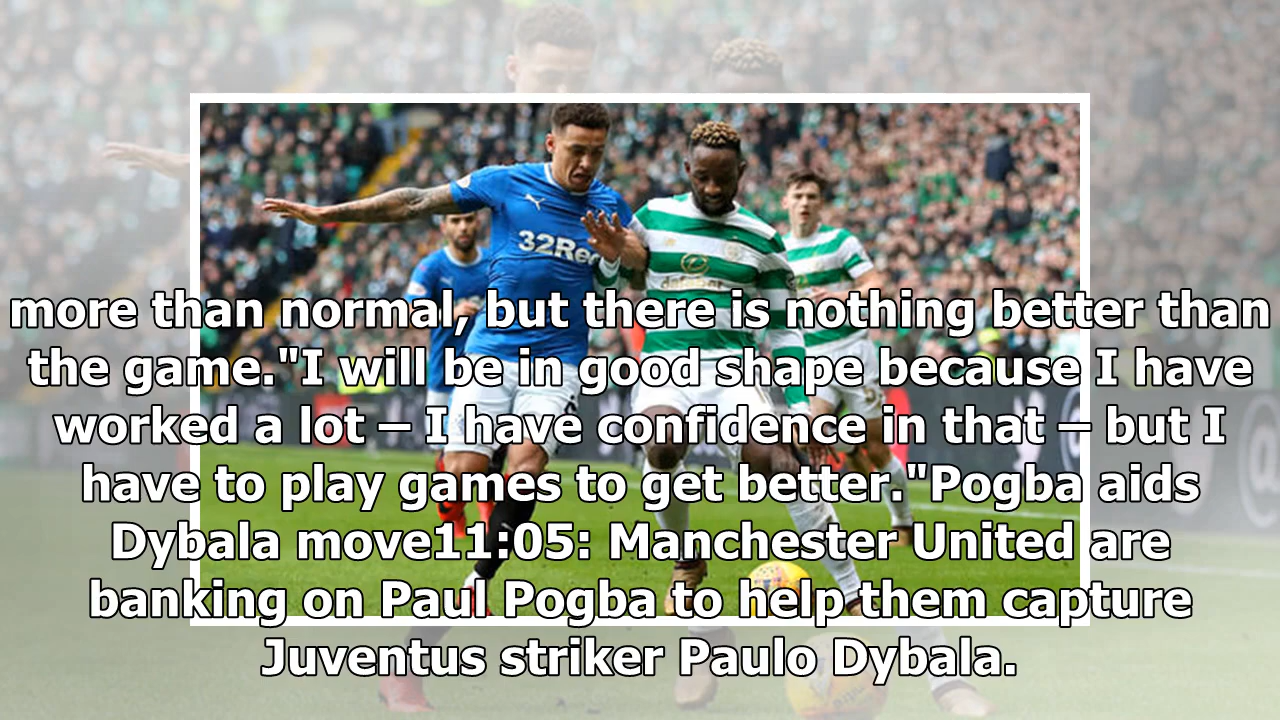 32Red
more than normal, but there is nothing better than
the game."I will be in good shape because I have
worked a lot – I have confidence in that – but I
have to play games to get better."Pogba aids
Dybala move11:05: Manchester United are
banking on Paul Pogba to help them capture
Juventus striker Paulo Dybala.